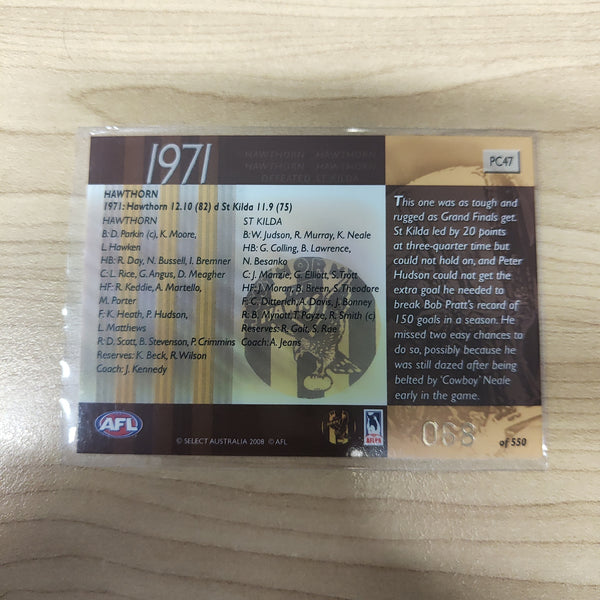 1971
HAWTHORN HAWTHORN
HAWTHORN HAWTHORN
DEFEATED ST KILDA
PC47
HAWTHORN
1971: Hawthorn 12.10 (82) d St Kilda 11.9 (75)
HAWTHORN
B: D. Parkin (c), K. Moore,
L. Hawken
HB: R. Day, N. Bussell, I. Bremner
C: L. Rice, G. Angus, D. Meagher
HF: R. Keddie, A. Martello,
M. Porter
F: K. Heath, P. Hudson,
L. Matthews
R: D. Scott, B. Stevenson, P. Crimmins
Reserves: K. Beck, R. Wilson
Coach: J. Kennedy
ST KILDA
B: W. Judson, R. Murray, K. Neale
HB: G. Colling, B. Lawrence,
N. Besanko
C: J. Manzie, G. Elliott, S. Trott
HF: J. Moran, B. Breen, S. Theodore
F: C. Ditterich, A. Davis, J. Bonney
R: B. Mynott, T. Payze, R. Smith (c)
Reserves: R. Galt, S. Rae
Coach: A. Jeans
This one was as tough and
rugged as Grand Finals get.
St Kilda led by 20 points
at three-quarter time but
could not hold on, and Peter
Hudson could not get the
extra goal he needed to
break Bob Pratt's record of
150 goals in a season. He
missed two easy chances to
do so, possibly because he
was still dazed after being
belted by 'Cowboy' Neale
early in the game.
AFL
© SELECT AUSTRALIA 2008 © AFL
AFLPA
068 of 550